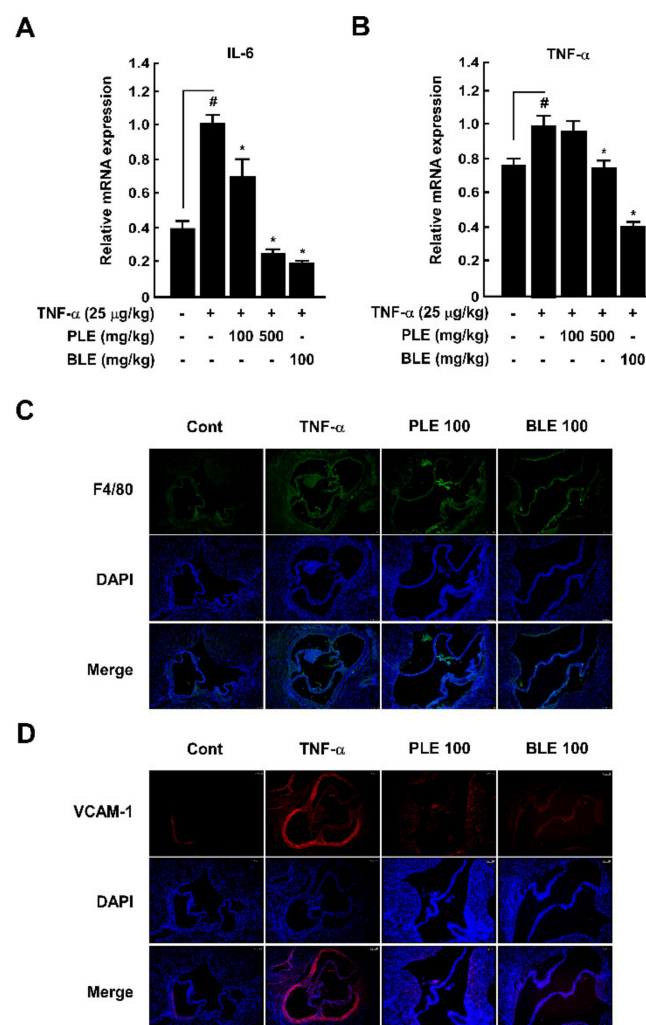 A
IL-6
Relative mRNA expression
1.4
1.2
1.0
0.8
0.6
0.4
0.2
0
#
*
*
*
TNF-α (25 μg/kg) - + + + +
PLE (mg/kg) - - 100 500 -
BLE (mg/kg) - - - - 100
B
TNF-α
Relative mRNA expression
1.4
1.2
1.0
0.8
0.6
0.4
0.2
0
#
*
*
TNF-α (25 μg/kg) - + + + +
PLE (mg/kg) - - 100 500 -
BLE (mg/kg) - - - - 100
C
Cont TNF-α PLE 100 BLE 100
F4/80
DAPI
Merge
D
Cont TNF-α PLE 100 BLE 100
VCAM-1
DAPI
Merge